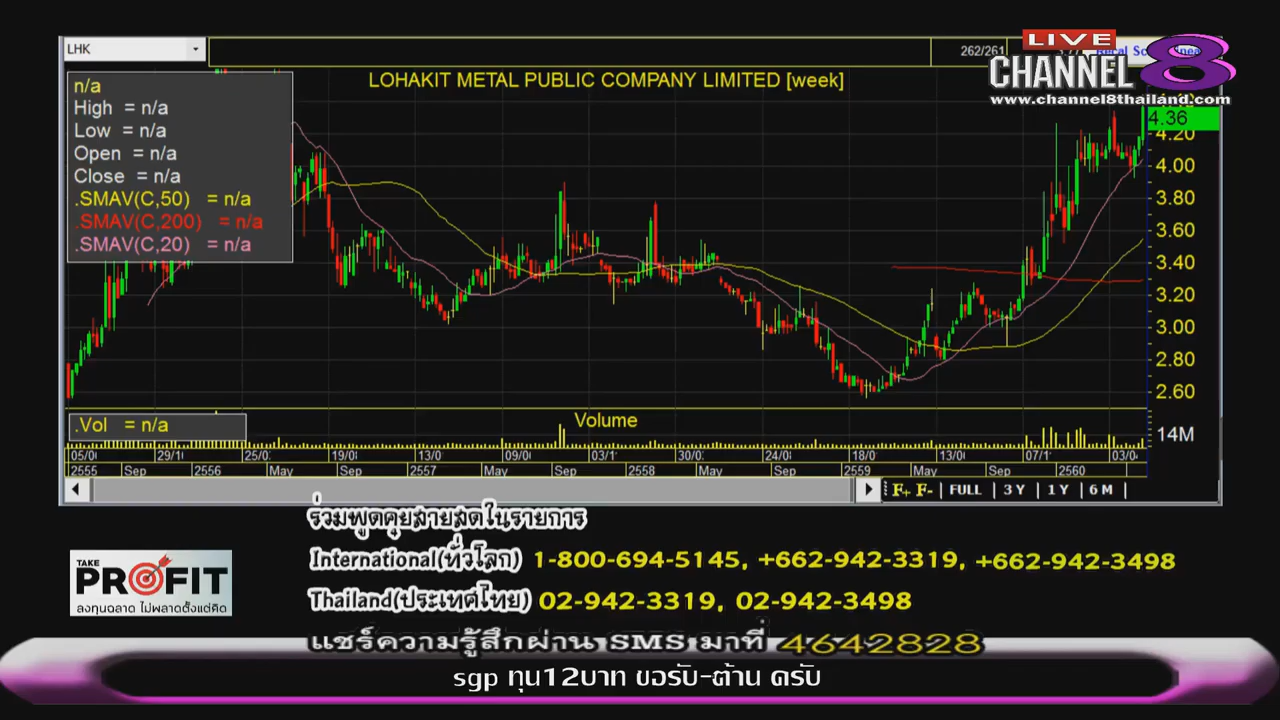 LHK
262/261
LIVE
CHANNEL 8
www.channel8thailand.com
LOHAKIT METAL PUBLIC COMPANY LIMITED [week]
n/a
High = n/a
Low = n/a
Open = n/a
Close = n/a
.SMAV(C,50) = n/a
.SMAV(C,200) = n/a
.SMAV(C,20) = n/a
4.36
4.20
4.00
3.80
3.60
3.40
3.20
3.00
2.80
2.60
.Vol = n/a
Volume
14M
2555 Sep 2556 May Sep 2557 May Sep 2558 May Sep 2559 May Sep 2560
F+ F- FULL 3 Y 1 Y 6 M
ร่วมพูดคุยสายสดในรายการ
International(ทั่วโลก) 1-800-694-5145, +662-942-3319, +662-942-3498
Thailand(ประเทศไทย) 02-942-3319, 02-942-3498
แชร์ความรู้สึกผ่าน SMS มาที่ 4642828
TAKE
PROFIT
ลงทุนฉลาด ไม่พลาดตั้งแต่คิด
sgp ทุน12บาท ขอรับ-ต้าน ครับ